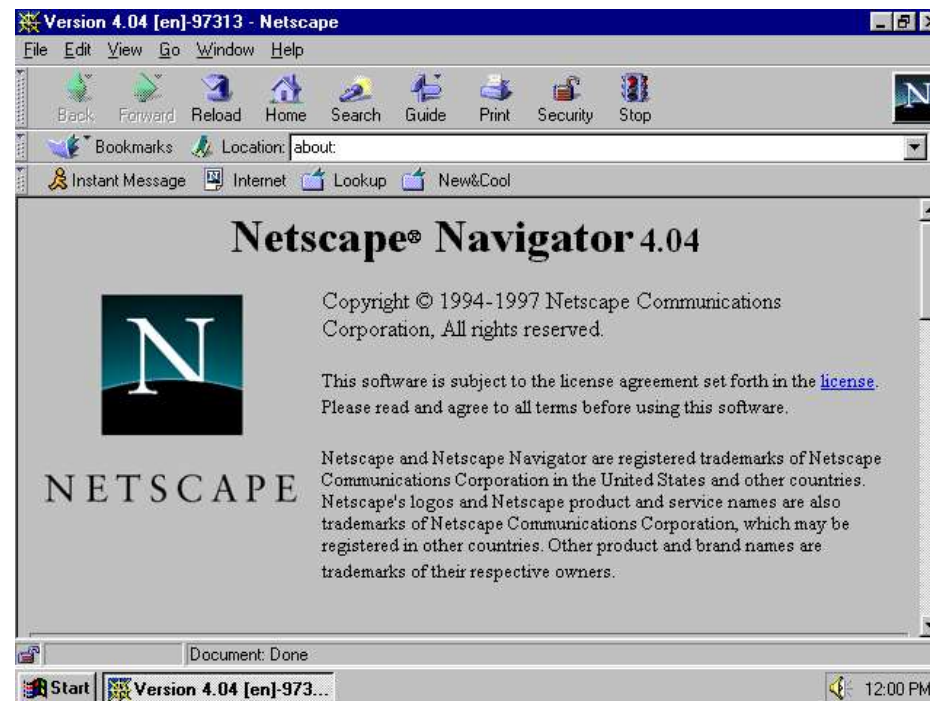 Version 4.04 [en]-97313 - Netscape
File Edit View Go Window Help
Back Forward Reload Home Search Guide Print Security Stop
N
Bookmarks Location: about:
Instant Message Internet Lookup New&Cool
Netscape® Navigator 4.04
N
NETSCAPE
Copyright © 1994-1997 Netscape Communications
Corporation, All rights reserved.
This software is subject to the license agreement set forth in the license.
Please read and agree to all terms before using this software.
Netscape and Netscape Navigator are registered trademarks of Netscape
Communications Corporation in the United States and other countries.
Netscape's logos and Netscape product and service names are also
trademarks of Netscape Communications Corporation, which may be
registered in other countries. Other product and brand names are
trademarks of their respective owners.
Document: Done
Start Version 4.04 [en]-973... 12:00 PM